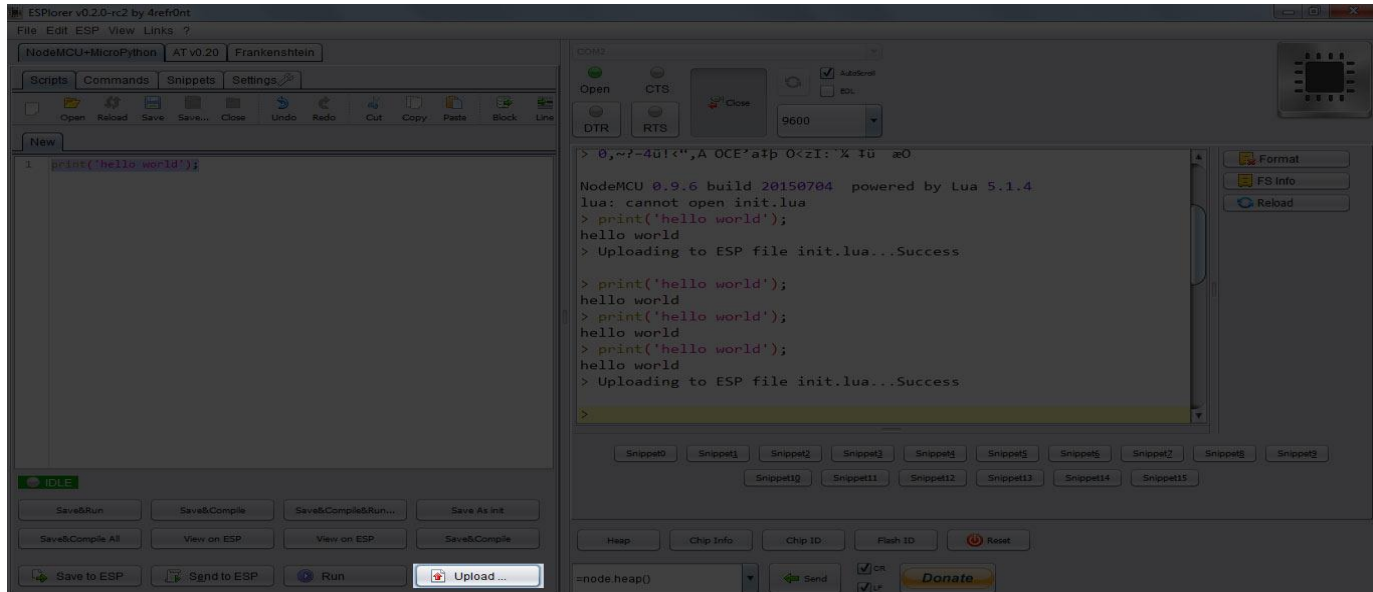 ESPlorer v0.2.0-rc2 by 4refr0nt
File Edit ESP View Links ?
NodeMCU+MicroPython AT v0.20 Frankenshtein
Scripts Commands Snippets Settings
Open Reload Save Save... Close Undo Redo Cut Copy Paste Block Line
New
1 print('hello world');
IDLE
Save&Run Save&Compile Save&Compile&Run... Save As init
Save&Compile All View on ESP View on ESP Save&Compile
Save to ESP Send to ESP Run Upload ...
COM3
Open CTS Close AutoScroll
EOL
DTR RTS 9600
NodeMCU 0.9.6 build 20150704 powered by Lua 5.1.4
lua: cannot open init.lua
> print('hello world');
hello world
> Uploading to ESP file init.lua...Success
> print('hello world');
hello world
> print('hello world');
hello world
> print('hello world');
hello world
> Uploading to ESP file init.lua...Success
>
Format
FS Info
Reload
Snippet0 Snippet1 Snippet2 Snippet3 Snippet4 Snippet5 Snippet6 Snippet7 Snippet8 Snippet9
Snippet10 Snippet11 Snippet12 Snippet13 Snippet14 Snippet15
Heap Chip Info Chip ID Flash ID Reset
=node.heap() Send CR Donate
LF